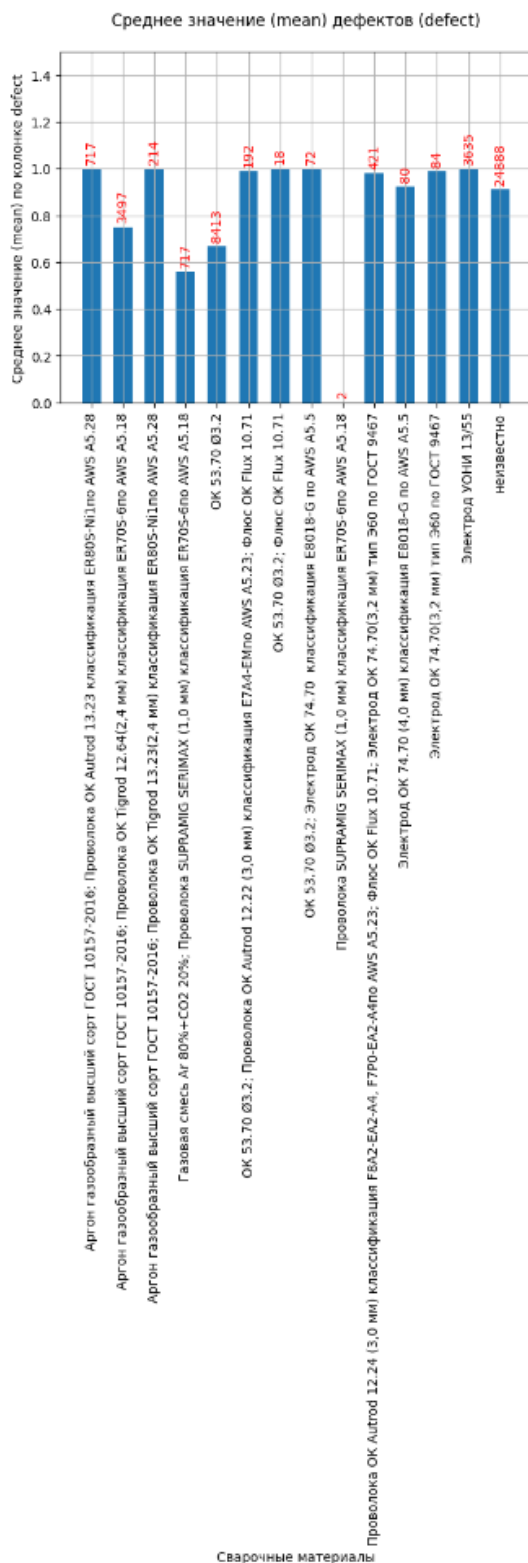 Среднее значение (mean) дефектов (defect)
Среднее значение (mean) по колонке defect
1.4
1.2
1.0
0.8
0.6
0.4
0.2
0.0
717
3497
214
717
8413
192
18
72
2
421
80
84
3635
24888
Аргон газообразный высший сорт ГОСТ 10157-2016; Проволока OK Autrod 13.23 классификация ER80S-Ni1по AWS A5.28
Аргон газообразный высший сорт ГОСТ 10157-2016; Проволока OK Tigrod 12.64(2,4 мм) классификация ER70S-6по AWS A5.18
Аргон газообразный высший сорт ГОСТ 10157-2016; Проволока OK Tigrod 13.23(2,4 мм) классификация ER80S-Ni1по AWS A5.28
Газовая смесь Ar 80%+CO2 20%; Проволока SUPRAMIG SERIMAX (1,0 мм) классификация ER70S-6по AWS A5.18
ОК 53.70 Ø3.2
ОК 53.70 Ø3.2; Проволока OK Autrod 12.22 (3,0 мм) классификация E7A4-EMпо AWS A5.23; Флюс OK Flux 10.71
ОК 53.70 Ø3.2; Флюс OK Flux 10.71
ОК 53.70 Ø3.2; Электрод ОК 74.70  классификация E8018-G по AWS A5.5
Проволока SUPRAMIG SERIMAX (1,0 мм) классификация ER70S-6по AWS A5.18
Проволока OK Autrod 12.24 (3,0 мм) классификация F8A2-EA2-A4, F7P0-EA2-A4по AWS A5.23; Флюс OK Flux 10.71; Электрод ОК 74.70(3,2 мм) тип Э60 по ГОСТ 9467
Электрод ОК 74.70 (4,0 мм) классификация E8018-G по AWS A5.5
Электрод ОК 74.70(3,2 мм) тип Э60 по ГОСТ 9467
Электрод УОНИ 13/55
неизвестно
Сварочные материалы